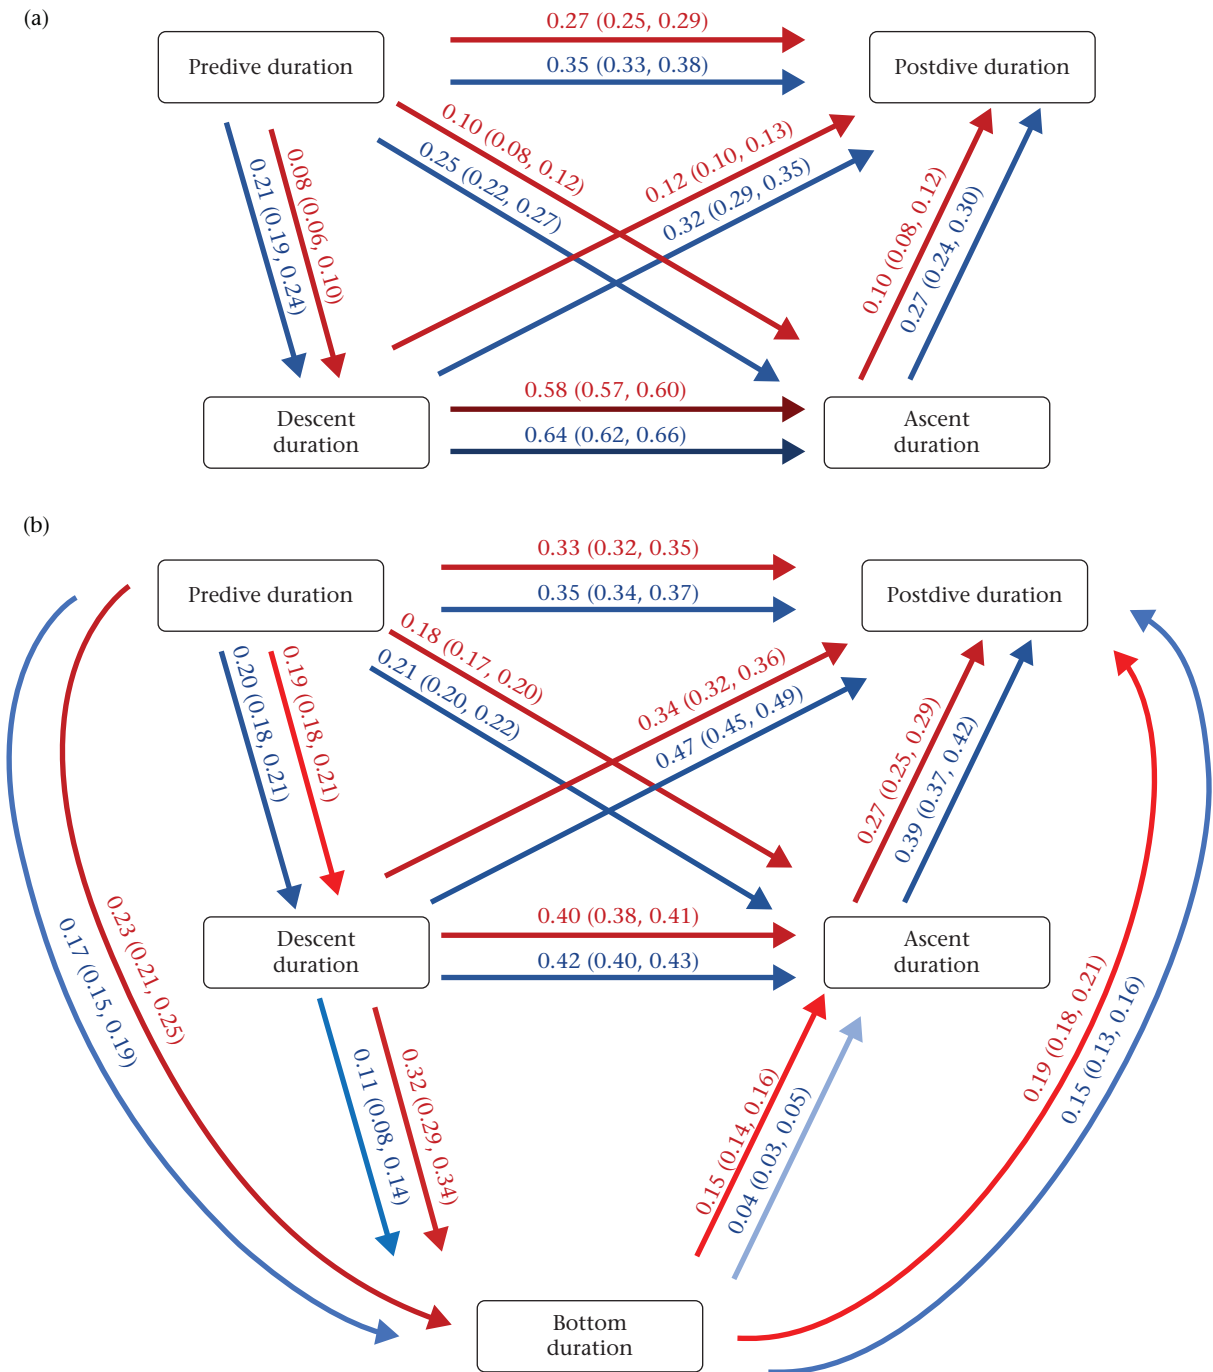 (a)
0.27 (0.25, 0.29)
Predive duration
Postdive duration
0.35 (0.33, 0.38)
0.10 (0.08, 0.12)
0.25 (0.22, 0.27)
0.12 (0.10, 0.13)
0.32 (0.29, 0.35)
0.08 (0.06, 0.10)
0.21 (0.19, 0.24)
0.10 (0.08, 0.12)
0.27 (0.24, 0.30)
0.58 (0.57, 0.60)
Descent
duration
Ascent
duration
0.64 (0.62, 0.66)
(b)
0.33 (0.32, 0.35)
Predive duration
Postdive duration
0.35 (0.34, 0.37)
0.18 (0.17, 0.20)
0.21 (0.20, 0.22)
0.20 (0.18, 0.21)
0.19 (0.18, 0.21)
0.34 (0.32, 0.36)
0.47 (0.45, 0.49)
0.27 (0.25, 0.29)
0.39 (0.37, 0.42)
0.40 (0.38, 0.41)
Descent
duration
Ascent
duration
0.42 (0.40, 0.43)
0.23 (0.21, 0.25)
0.17 (0.15, 0.19)
0.11 (0.08, 0.14)
0.32 (0.29, 0.34)
0.15 (0.14, 0.16)
0.04 (0.03, 0.05)
0.19 (0.18, 0.21)
0.15 (0.13, 0.16)
Bottom
duration